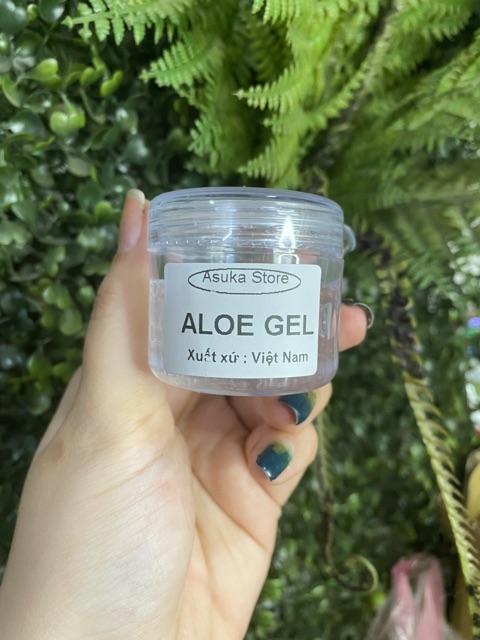 Asuka Store
ALOE GEL
Xuất xứ : Việt Nam